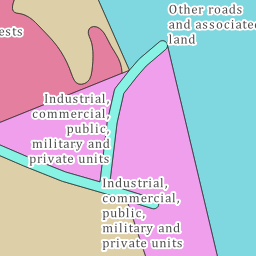 Other roads
and associated
land
ests
Industrial,
commercial,
public,
military and
private units
Industrial,
commercial,
public,
military and
private units